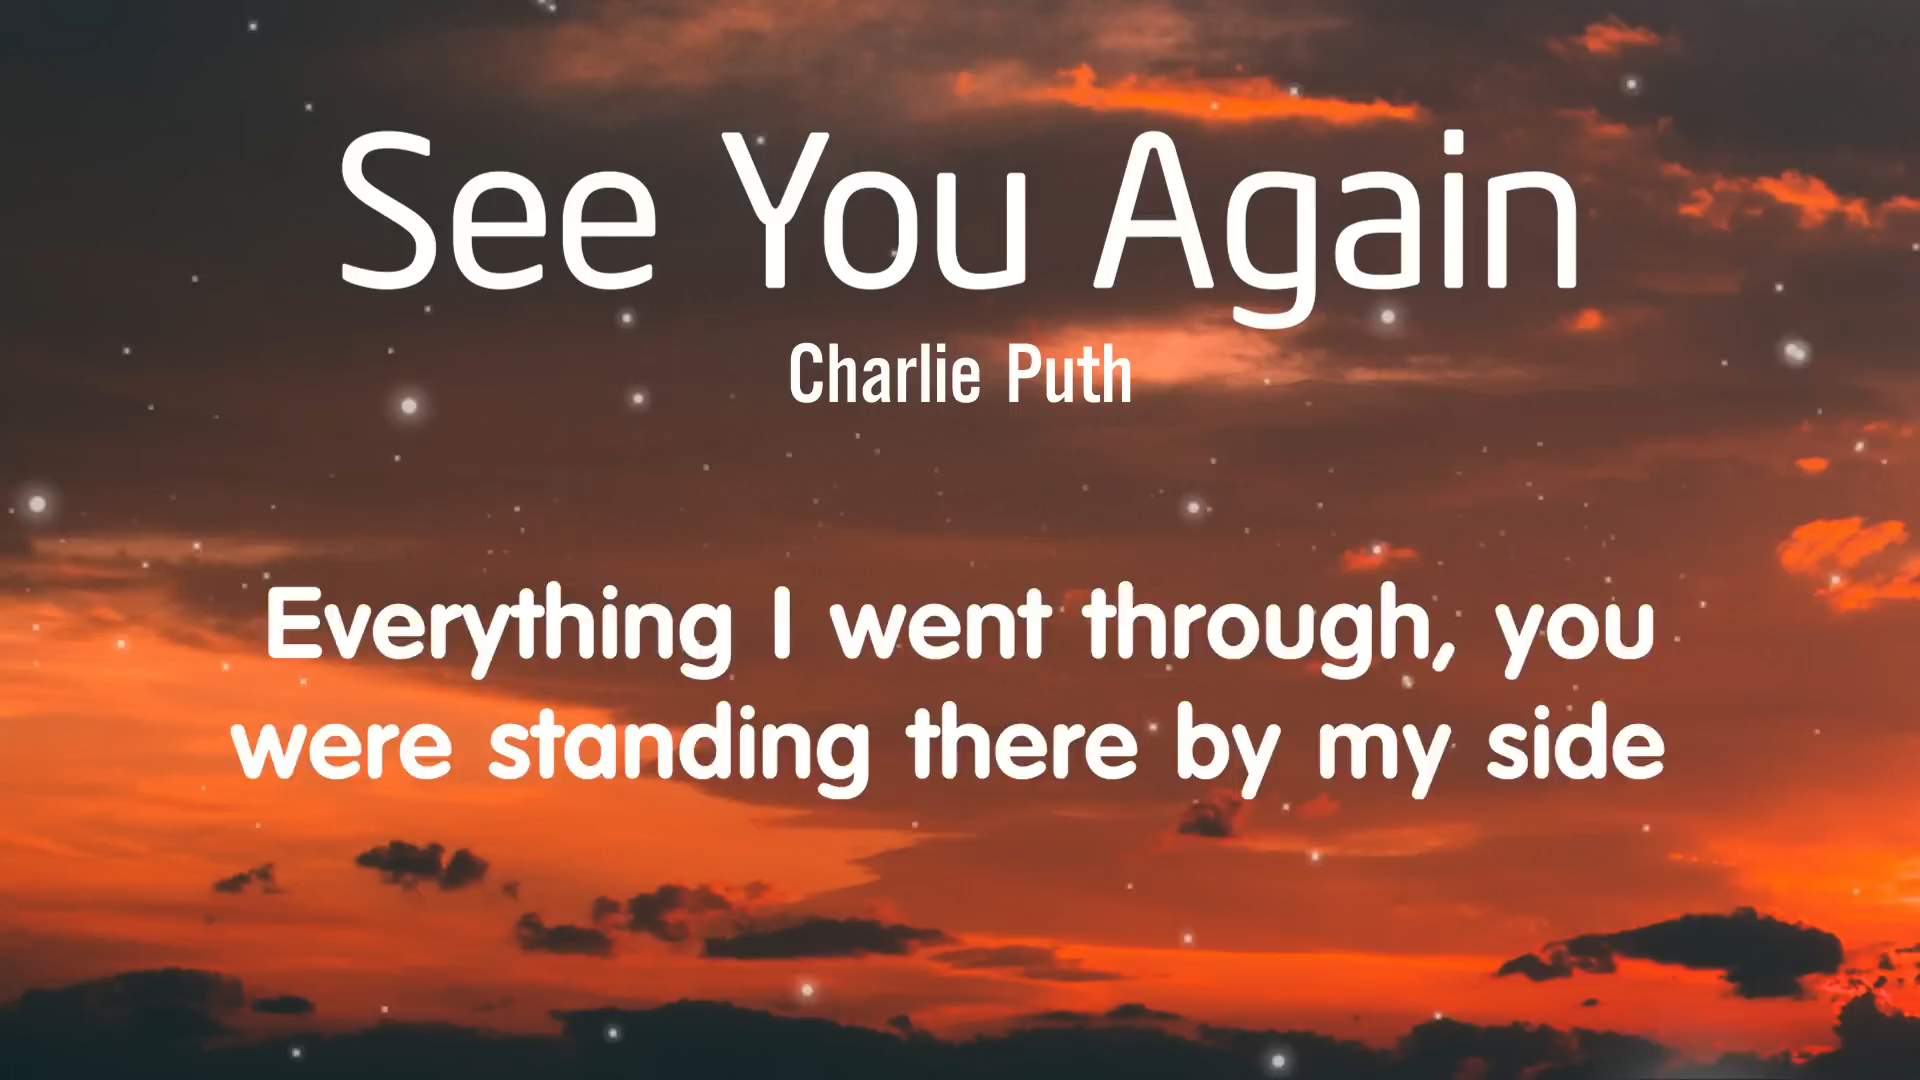 See You Again
Charlie Puth
Everything I went through, you
were standing there by my side